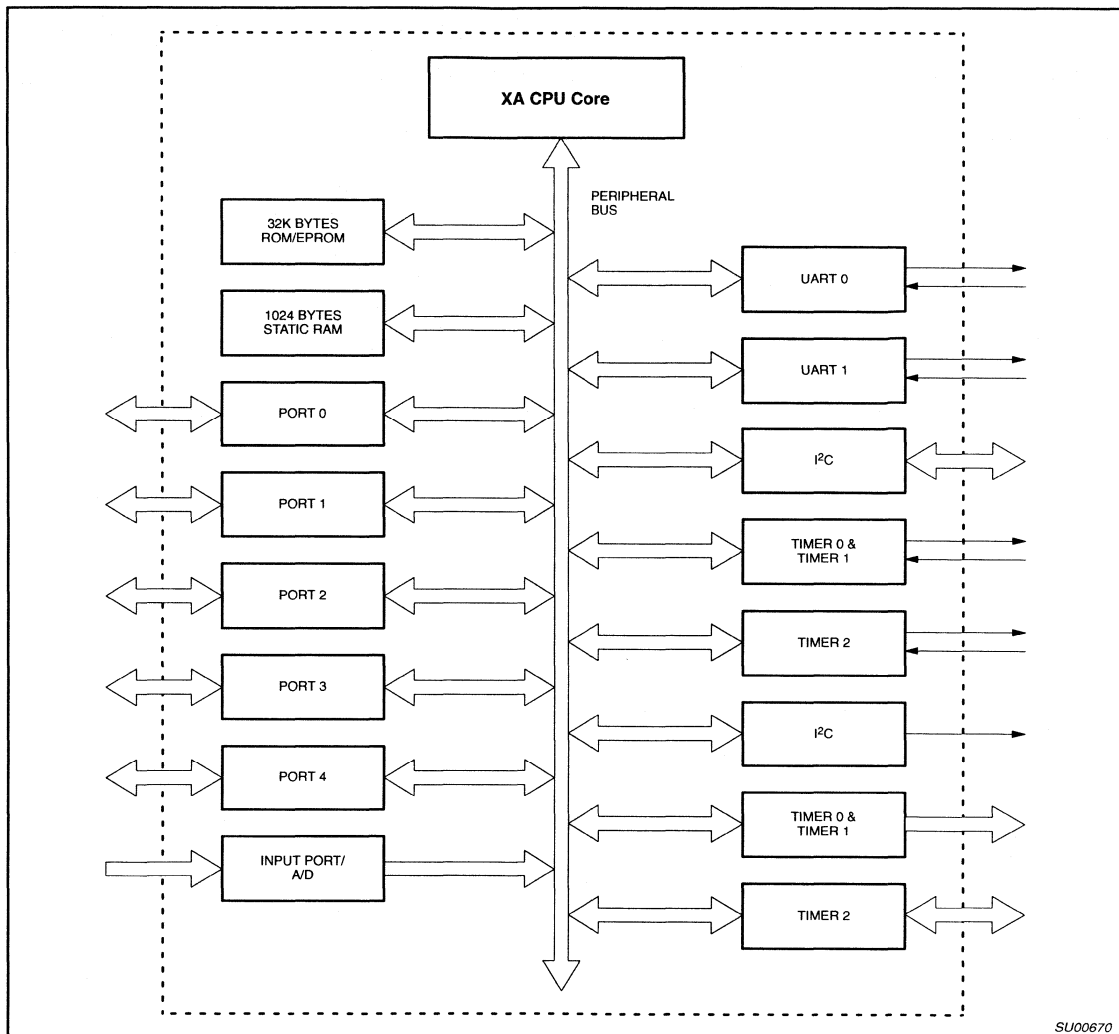 XA CPU Core
PERIPHERAL
BUS
32K BYTES
ROM/EPROM
1024 BYTES
STATIC RAM
PORT 0
PORT 1
PORT 2
PORT 3
PORT 4
INPUT PORT/
A/D
UART 0
UART 1
I²C
TIMER 0 &
TIMER 1
TIMER 2
I²C
TIMER 0 &
TIMER 1
TIMER 2
SU00670